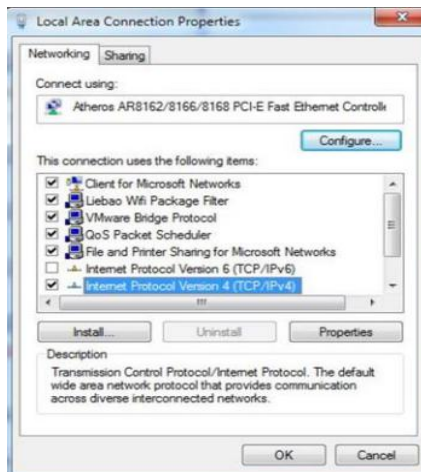 Local Area Connection Properties
Networking
Sharing
Connect using:
Atheros AR8162/8166/8168 PCI-E Fast Ethernet Controlle
Configure...
This connection uses the following items:
Client for Microsoft Networks
Liebao Wifi Package Filter
VMware Bridge Protocol
QoS Packet Scheduler
File and Printer Sharing for Microsoft Networks
Internet Protocol Version 6 (TCP/IPv6)
Internet Protocol Version 4 (TCP/IPv4)
Install...
Uninstall
Properties
Description
Transmission Control Protocol/Internet Protocol. The default
wide area network protocol that provides communication
across diverse interconnected networks.
OK
Cancel